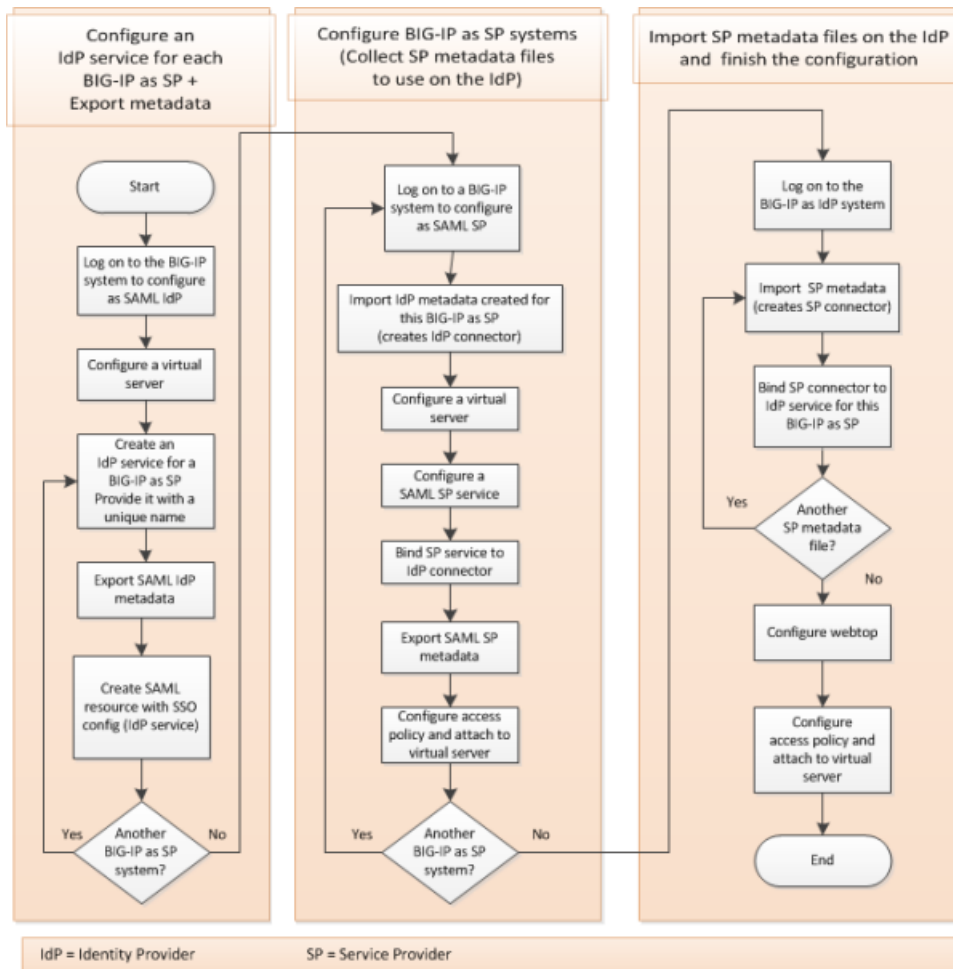 Configure an
IdP service for each
BIG-IP as SP +
Export metadata
Start
Log on to the BIG-IP
system to configure
as SAML IdP
Configure a virtual
server
Create an
IdP service for a
BIG-IP as SP
Provide it with a
unique name
Export SAML IdP
metadata
Create SAML
resource with SSO
config (IdP service)
Yes
Another
BIG-IP as SP
system?
No
Configure BIG-IP as SP systems
(Collect SP metadata files
to use on the IdP)
Log on to a BIG-IP
system to configure
as SAML SP
Import IdP metadata created for
this BIG-IP as SP
(creates IdP connector)
Configure a virtual
server
Configure a
SAML SP service
Bind SP service to
IdP connector
Export SAML SP
metadata
Configure access
policy and attach to
virtual server
Yes
Another
BIG-IP as SP
system?
No
Import SP metadata files on the IdP
and finish the configuration
Log on to the
BIG-IP as IdP system
Import SP metadata
(creates SP connector)
Bind SP connector to
IdP service for this
BIG-IP as SP
Yes
Another
SP metadata
file?
No
Configure webtop
Configure
access policy and
attach to virtual
server
End
IdP = Identity Provider
SP = Service Provider